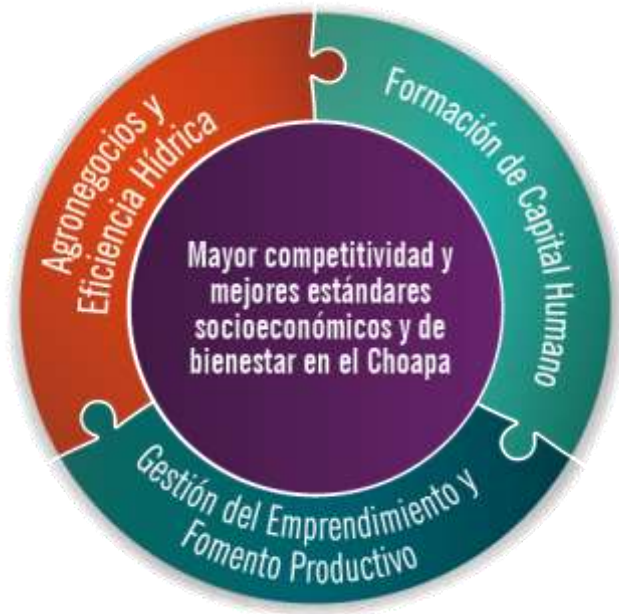 Agronegocios y
Eficiencia Hídrica
Formación de Capital Humano
Mayor competitividad y
mejores estándares
socioeconómicos y de
bienestar en el Choapa
Gestión del Emprendimiento y
Fomento Productivo